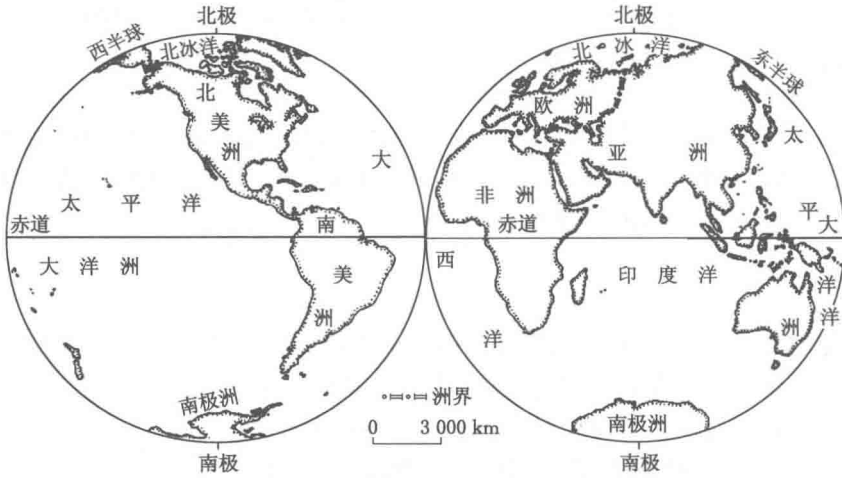 北极
西半球
北冰洋
北美洲
大
太平洋
赤道
南美洲
大洋洲
南极洲
南极
北极
东半球
北冰洋
欧洲
亚洲
太
平
洋
非洲
赤道
大
洋
洲
西
洋
印度洋
南极洲
南极
洲界
0 3 000 km